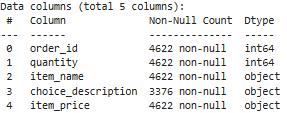 Data columns (total 5 columns):
 #   Column              Non-Null Count  Dtype
---  ------              --------------  -----
 0   order_id            4622 non-null   int64
 1   quantity            4622 non-null   int64
 2   item_name           4622 non-null   object
 3   choice_description  3376 non-null   object
 4   item_price          4622 non-null   object